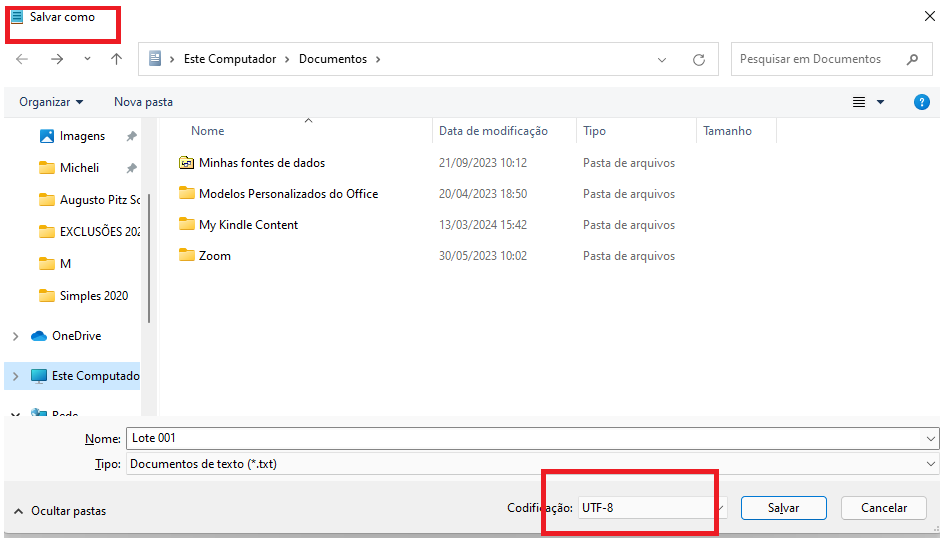 Salvar como
Este Computador > Documentos >
Pesquisar em Documentos
Organizar
Nova pasta
?
Nome Data de modificação Tipo Tamanho
Imagens
Micheli
Augusto Pitz Sc
EXCLUSÕES 202
M
Simples 2020
OneDrive
Este Computado
Rede
Minhas fontes de dados 21/09/2023 10:12 Pasta de arquivos
Modelos Personalizados do Office 20/04/2023 18:50 Pasta de arquivos
My Kindle Content 13/03/2024 15:42 Pasta de arquivos
Zoom 30/05/2023 10:02 Pasta de arquivos
Nome: Lote 001
Tipo: Documentos de texto (*.txt)
Ocultar pastas
Codificação: UTF-8
Salvar
Cancelar